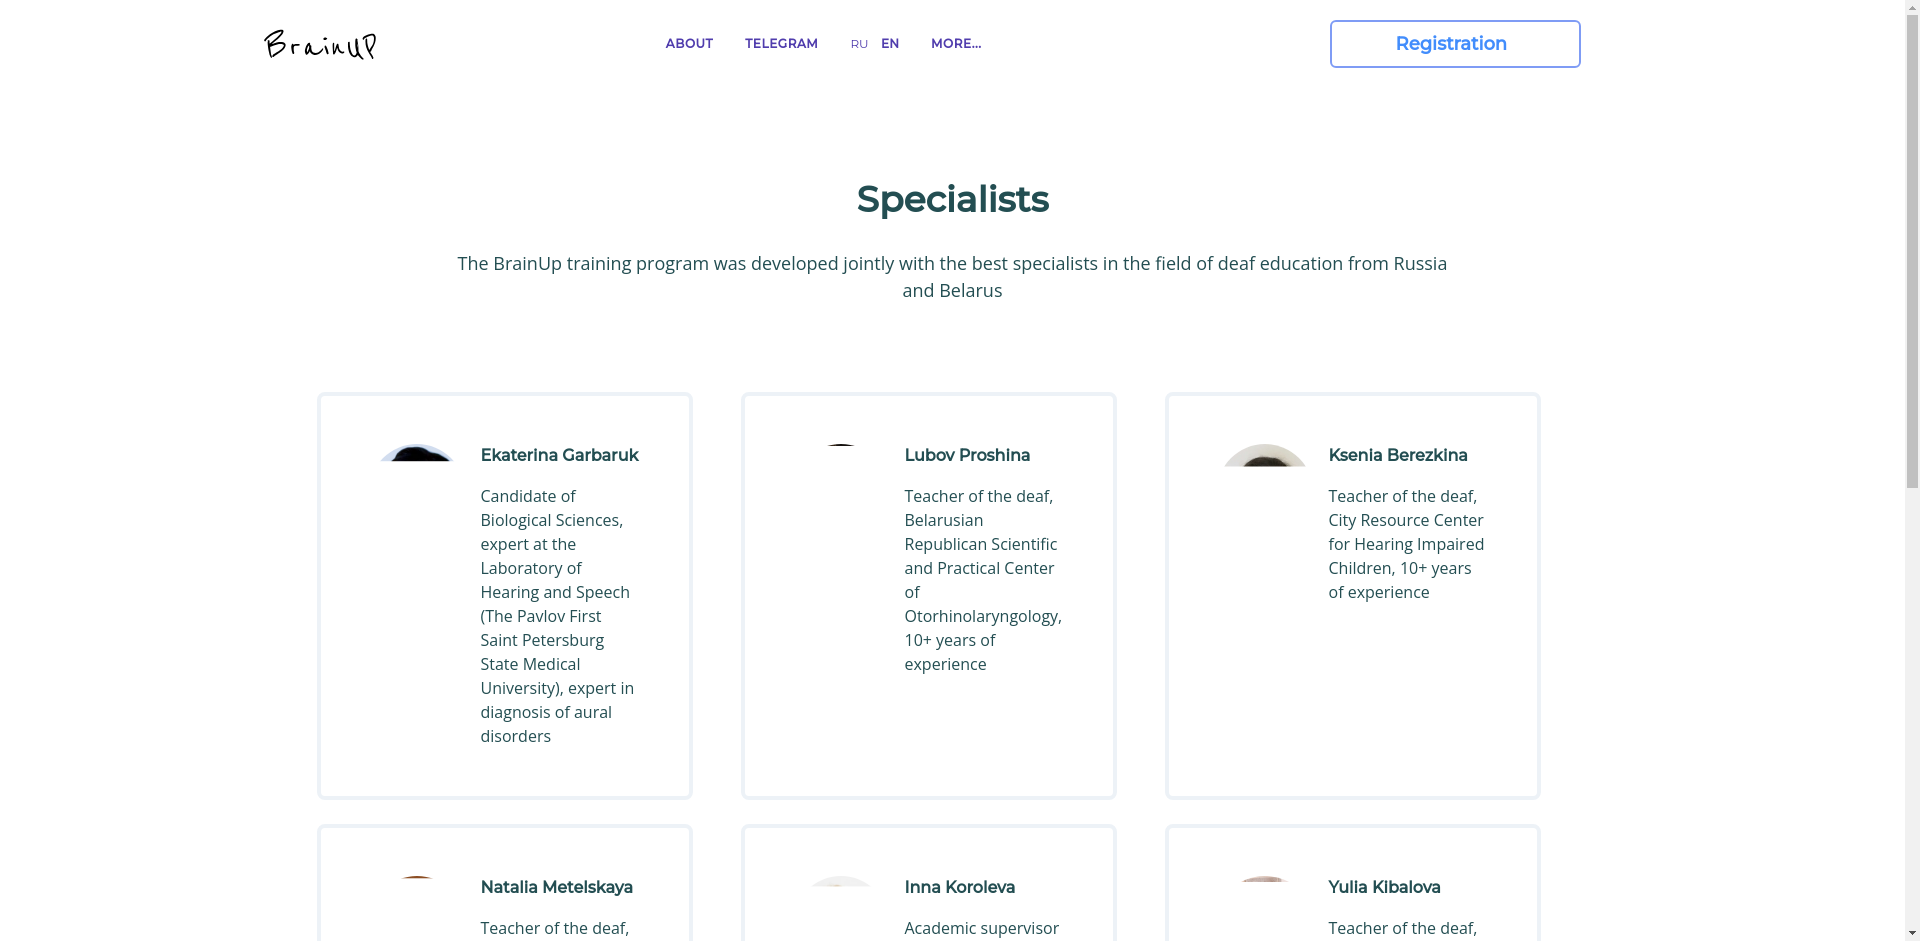 BrainUP
ABOUT TELEGRAM RU EN MORE...
Registration
Specialists
The BrainUp training program was developed jointly with the best specialists in the field of deaf education from Russia
and Belarus
Ekaterina Garbaruk
Candidate of
Biological Sciences,
expert at the
Laboratory of
Hearing and Speech
(The Pavlov First
Saint Petersburg
State Medical
University), expert in
diagnosis of aural
disorders
Lubov Proshina
Teacher of the deaf,
Belarusian
Republican Scientific
and Practical Center
of
Otorhinolaryngology,
10+ years of
experience
Ksenia Berezkina
Teacher of the deaf,
City Resource Center
for Hearing Impaired
Children, 10+ years
of experience
Natalia Metelskaya
Teacher of the deaf,
Inna Koroleva
Academic supervisor
Yulia Kibalova
Teacher of the deaf,